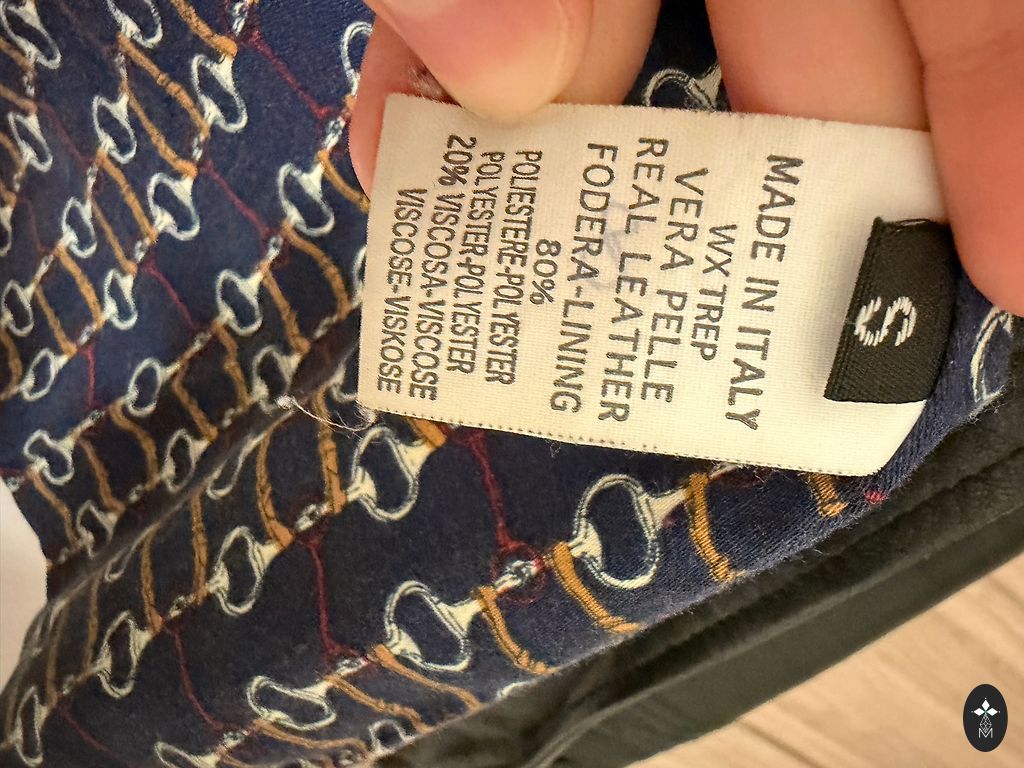 S
MADE IN ITALY
WX TREP
VERA PELLE
REAL LEATHER
FODERA-LINING
80%
POLIESTERE-POLYESTER
POLYESTER-POLYESTER
20% VISCOSA-VISCOSE
VISCOSE-VISKOSE
M